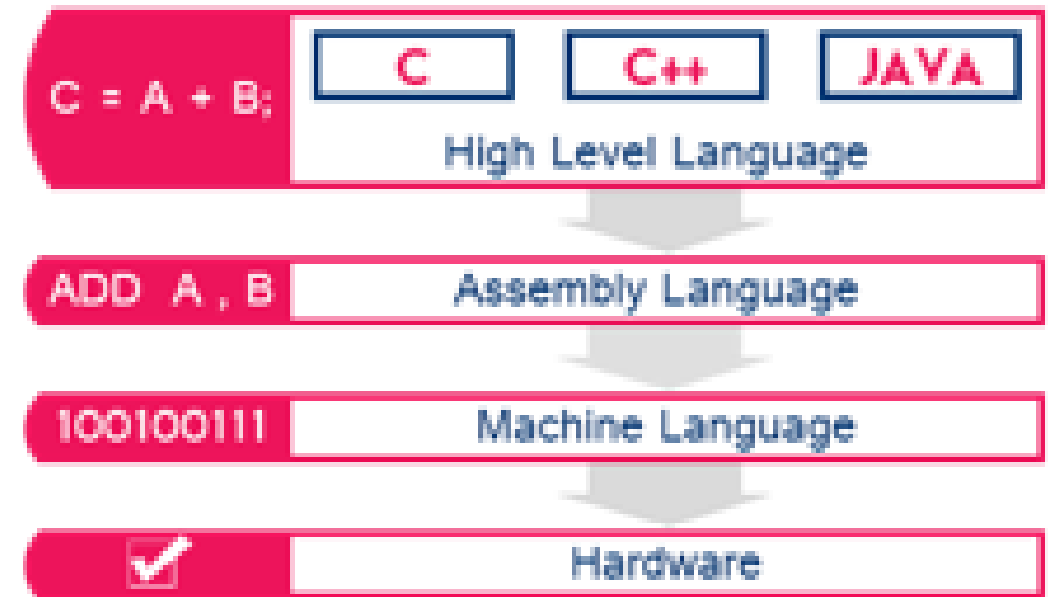 C = A + B;
C C++ JAVA
High Level Language
ADD A , B
Assembly Language
100100111
Machine Language
Hardware